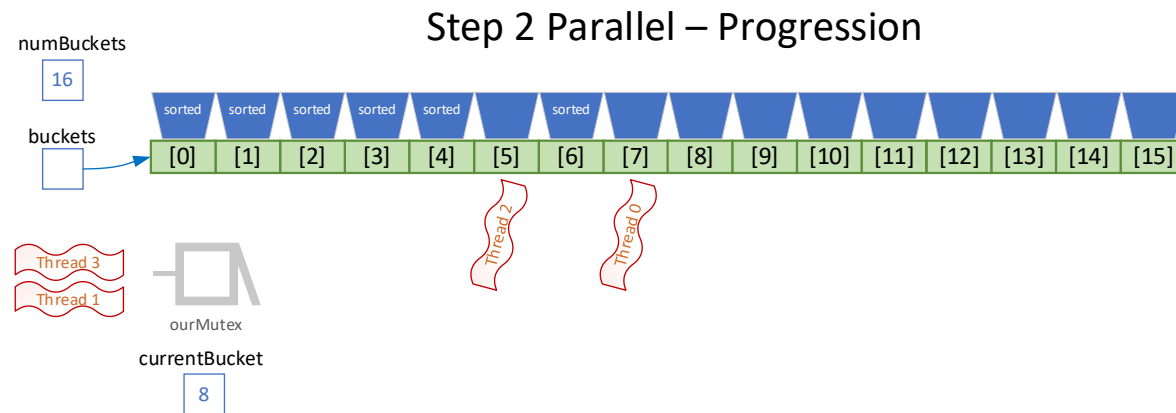 Step 2 Parallel – Progression
numBuckets
16
sorted sorted sorted sorted sorted sorted
buckets
[0] [1] [2] [3] [4] [5] [6] [7] [8] [9] [10] [11] [12] [13] [14] [15]
Thread 2
Thread 0
Thread 3
Thread 1
ourMutex
currentBucket
8